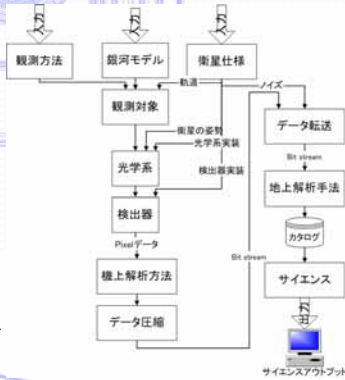 入力
入力
入力
観測方法
銀河モデル
衛星仕様
軌道
ノイズ
観測対象
データ転送
衛星の姿勢
光学系実装
Bit stream
光学系
検出器実装
地上解析手法
検出器
カタログ
Pixelデータ
Bit stream
機上解析方法
サイエンス
データ圧縮
出力
サイエンスアウトプット